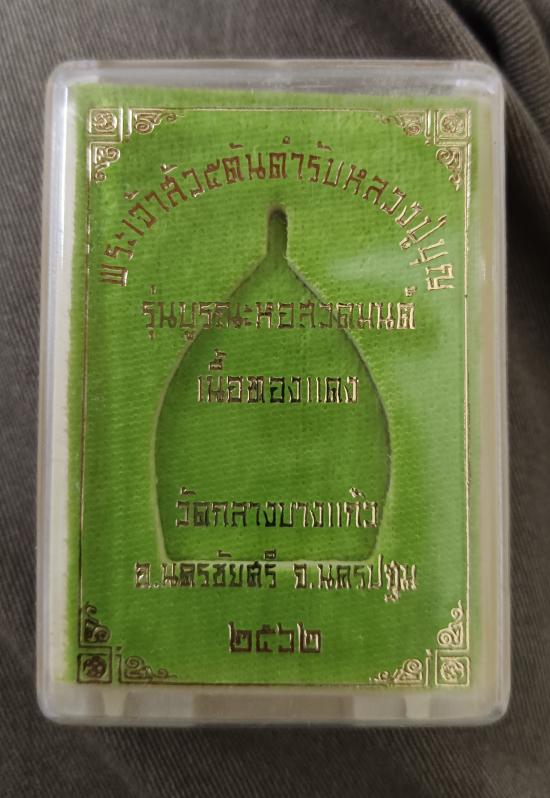 พระเจ้าสัว๕ต้นตำรับหลวงปู่บุญ
รุ่นบูรณะหอสวดมนต์
เนื้อทองแดง
วัดกลางบางแก้ว
อ.นครชัยศรี จ.นครปฐม
๒๕๖๒